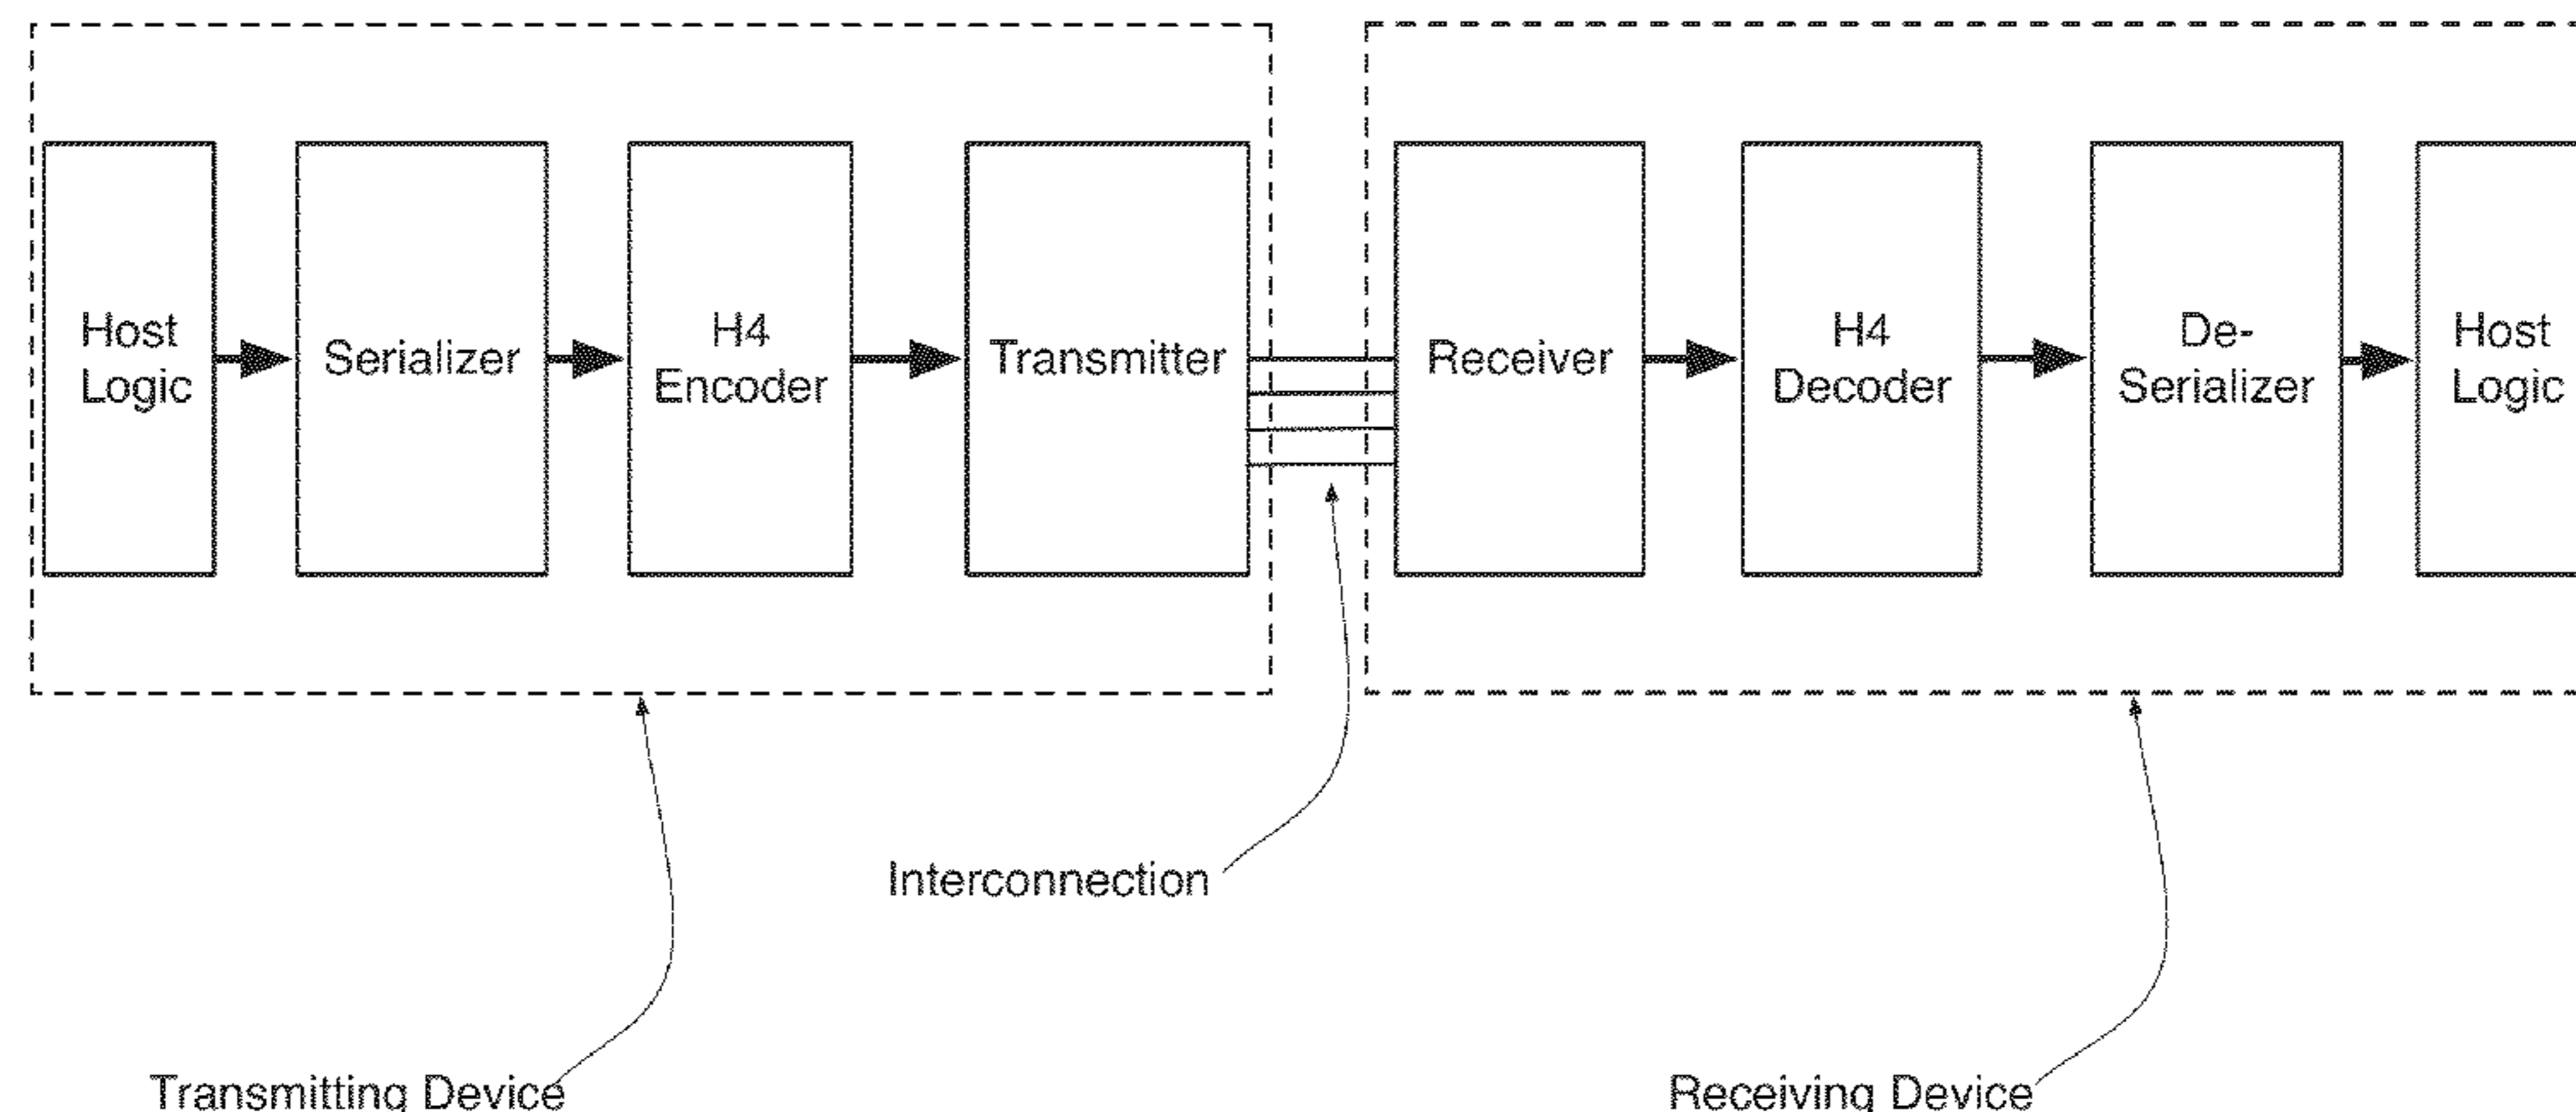 Host
Logic
Serializer
H4
Encoder
Transmitter
Receiver
H4
Decoder
De-
Serializer
Host
Logic
Interconnection
Transmitting Device
Receiving Device